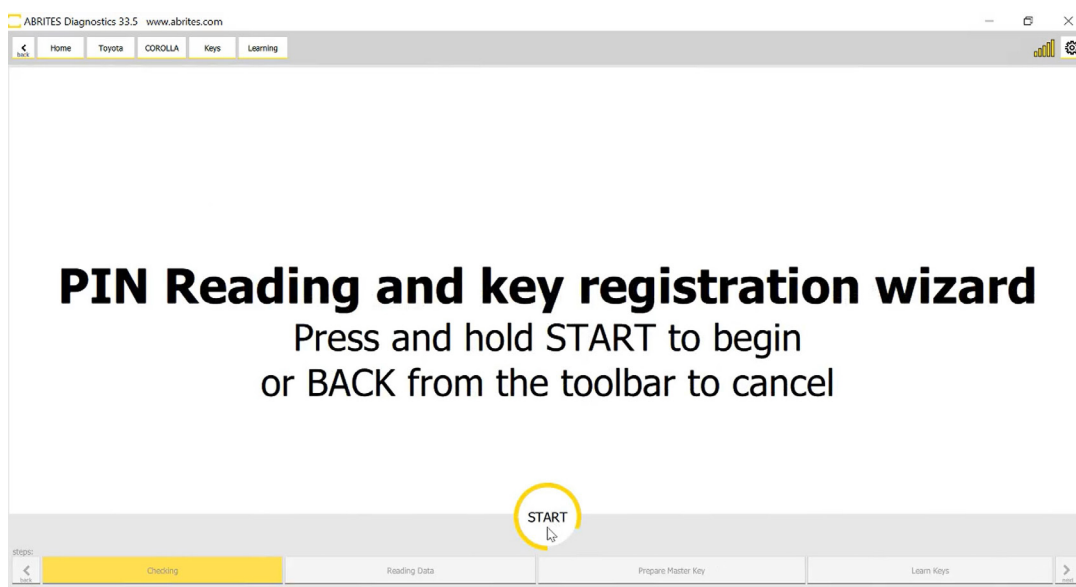 ABRITES Diagnostics 33.5 www.abrites.com
back Home Toyota COROLLA Keys Learning
PIN Reading and key registration wizard
Press and hold START to begin
or BACK from the toolbar to cancel
START
steps:
back Checking Reading Data Prepare Master Key Learn Keys next